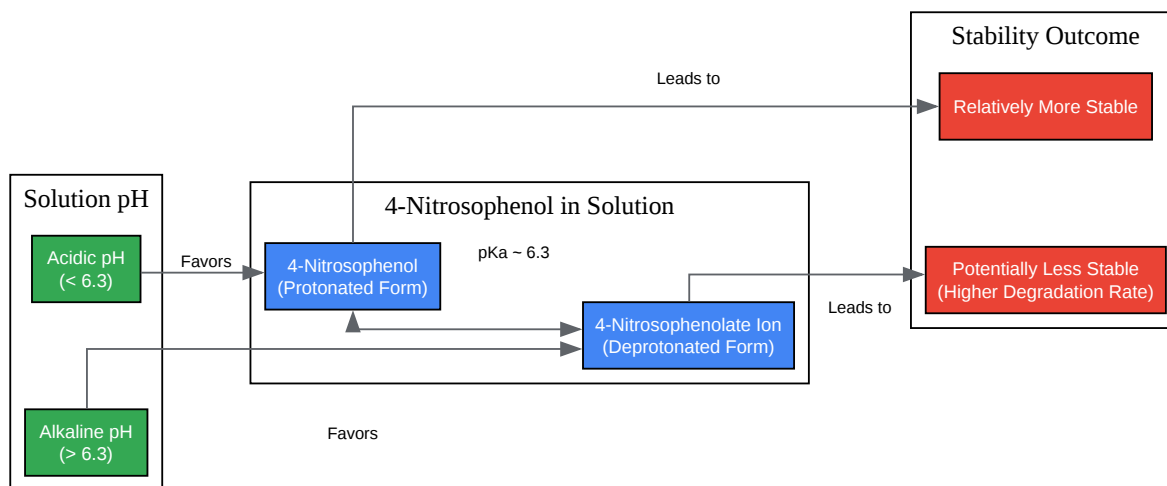 Stability Outcome
Leads to
Relatively More Stable
Solution pH
4-Nitrosophenol in Solution
Acidic pH
(< 6.3)
Favors
4-Nitrosophenol
(Protonated Form)
pKa ~ 6.3
Potentially Less Stable
(Higher Degradation Rate)
Leads to
4-Nitrosophenolate Ion
(Deprotonated Form)
Alkaline pH
(> 6.3)
Favors